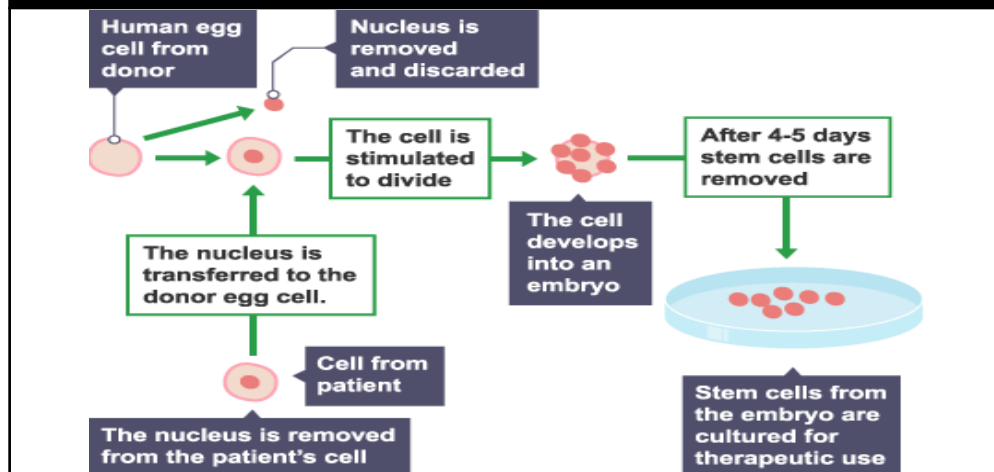 Human egg
cell from
donor
Nucleus is
removed
and discarded
The cell is
stimulated
to divide
After 4-5 days
stem cells are
removed
The cell
develops
into an
embryo
The nucleus is
transferred to the
donor egg cell.
Cell from
patient
The nucleus is removed
from the patient's cell
Stem cells from
the embryo are
cultured for
therapeutic use